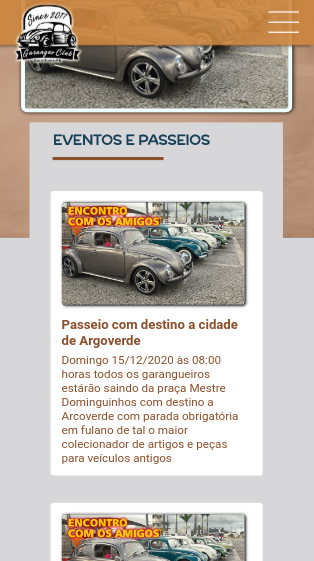 Since 2017
Garanger Club
EVENTOS E PASSEIOS
ENCONTRO
COM OS AMIGOS
Passeio com destino a cidade
de Argoverde
Domingo 15/12/2020 às 08:00
horas todos os garangueiros
estárão saindo da praça Mestre
Dominguinhos com destino a
Arcoverde com parada obrigatória
em fulano de tal o maior
colecionador de artigos e peças
para veículos antigos
ENCONTRO
COM OS AMIGOS